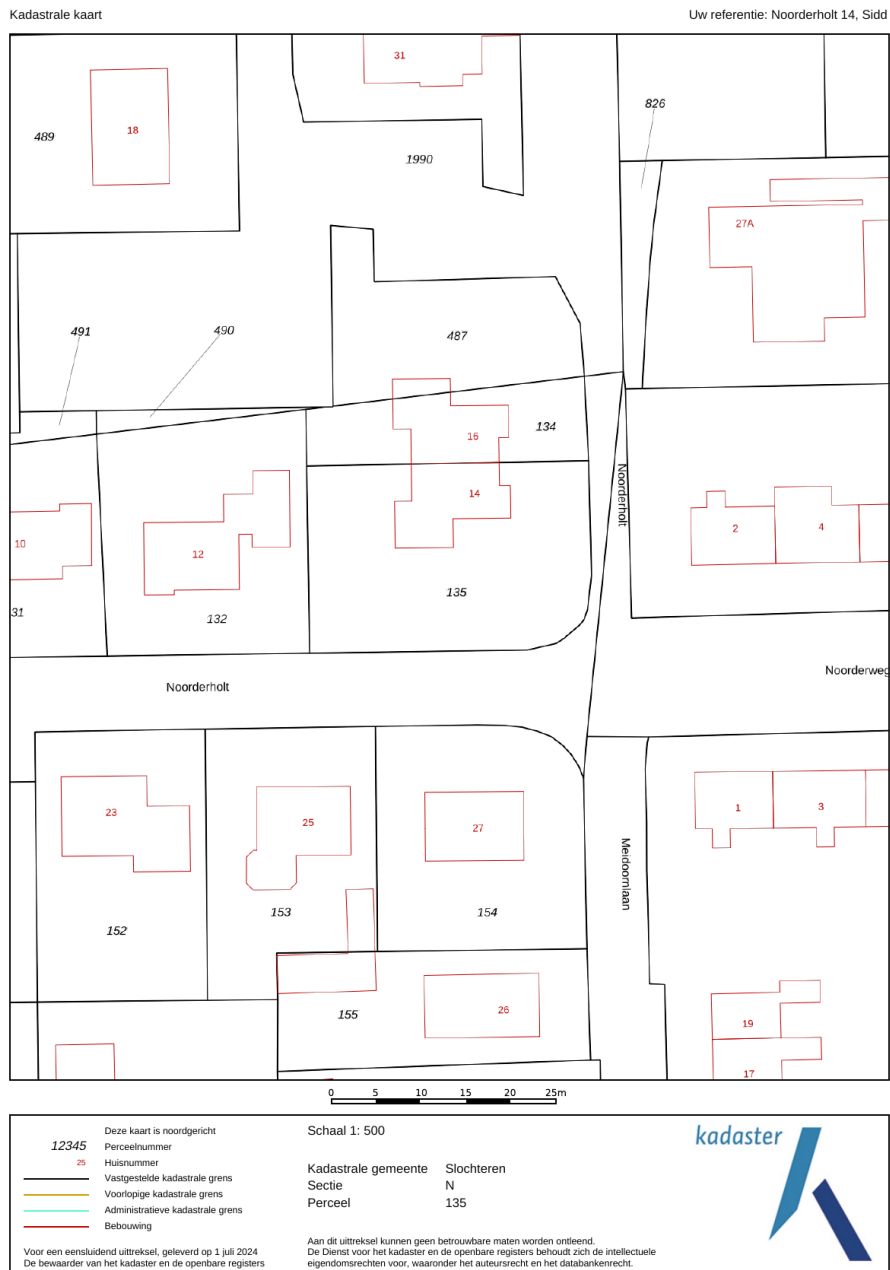 Kadastrale kaart
Uw referentie: Noorderholt 14, Sidd
31
826
489
18
1990
27A
491
490
487
16
134
Noorderholt
14
2
4
10
12
135
31
132
Noorderweg
Noorderholt
23
25
27
1
3
Meidoornlaan
152
153
154
155
26
19
17
0 5 10 15 20 25m
Deze kaart is noordgericht
12345 Perceelnummer
25 Huisnummer
Vastgestelde kadastrale grens
Voorlopige kadastrale grens
Administratieve kadastrale grens
Bebouwing
Voor een eensluidend uittreksel, geleverd op 1 juli 2024
De bewaarder van het kadaster en de openbare registers
Schaal 1: 500
Kadastrale gemeente Slochteren
Sectie N
Perceel 135
Aan dit uittreksel kunnen geen betrouwbare maten worden ontleend.
De Dienst voor het kadaster en de openbare registers behoudt zich de intellectuele
eigendomsrechten voor, waaronder het auteursrecht en het databankenrecht.
kadaster